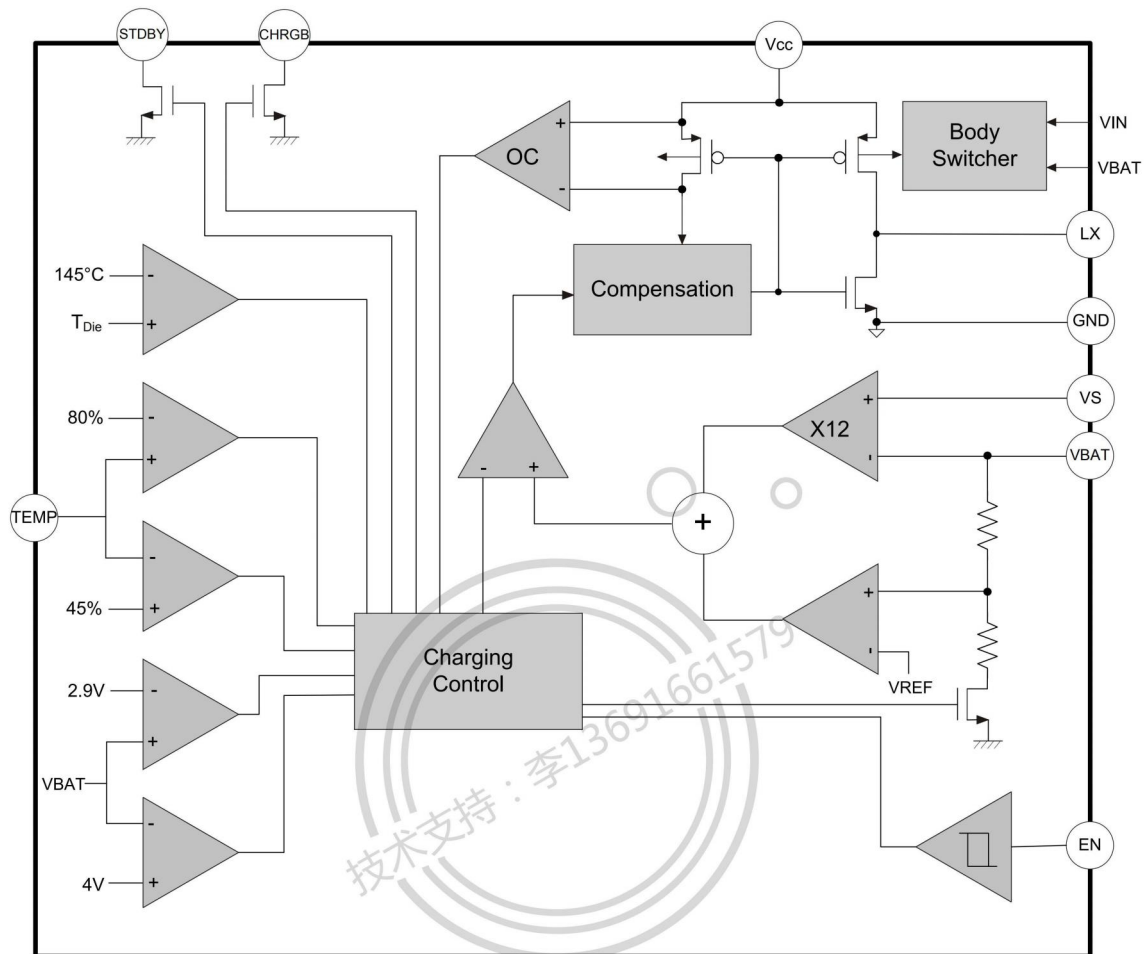 STDBY
CHRGB
Vcc
+
OC
-
Body
Switcher
VIN
VBAT
LX
145°C
-
TDie
+
Compensation
GND
80%
-
+
X12
+
-
VS
VBAT
-
+
+
TEMP
-
45%
+
Charging
Control
+
-
VREF
2.9V
-
+
VBAT
-
4V
+
EN
技术支持：李13691661579